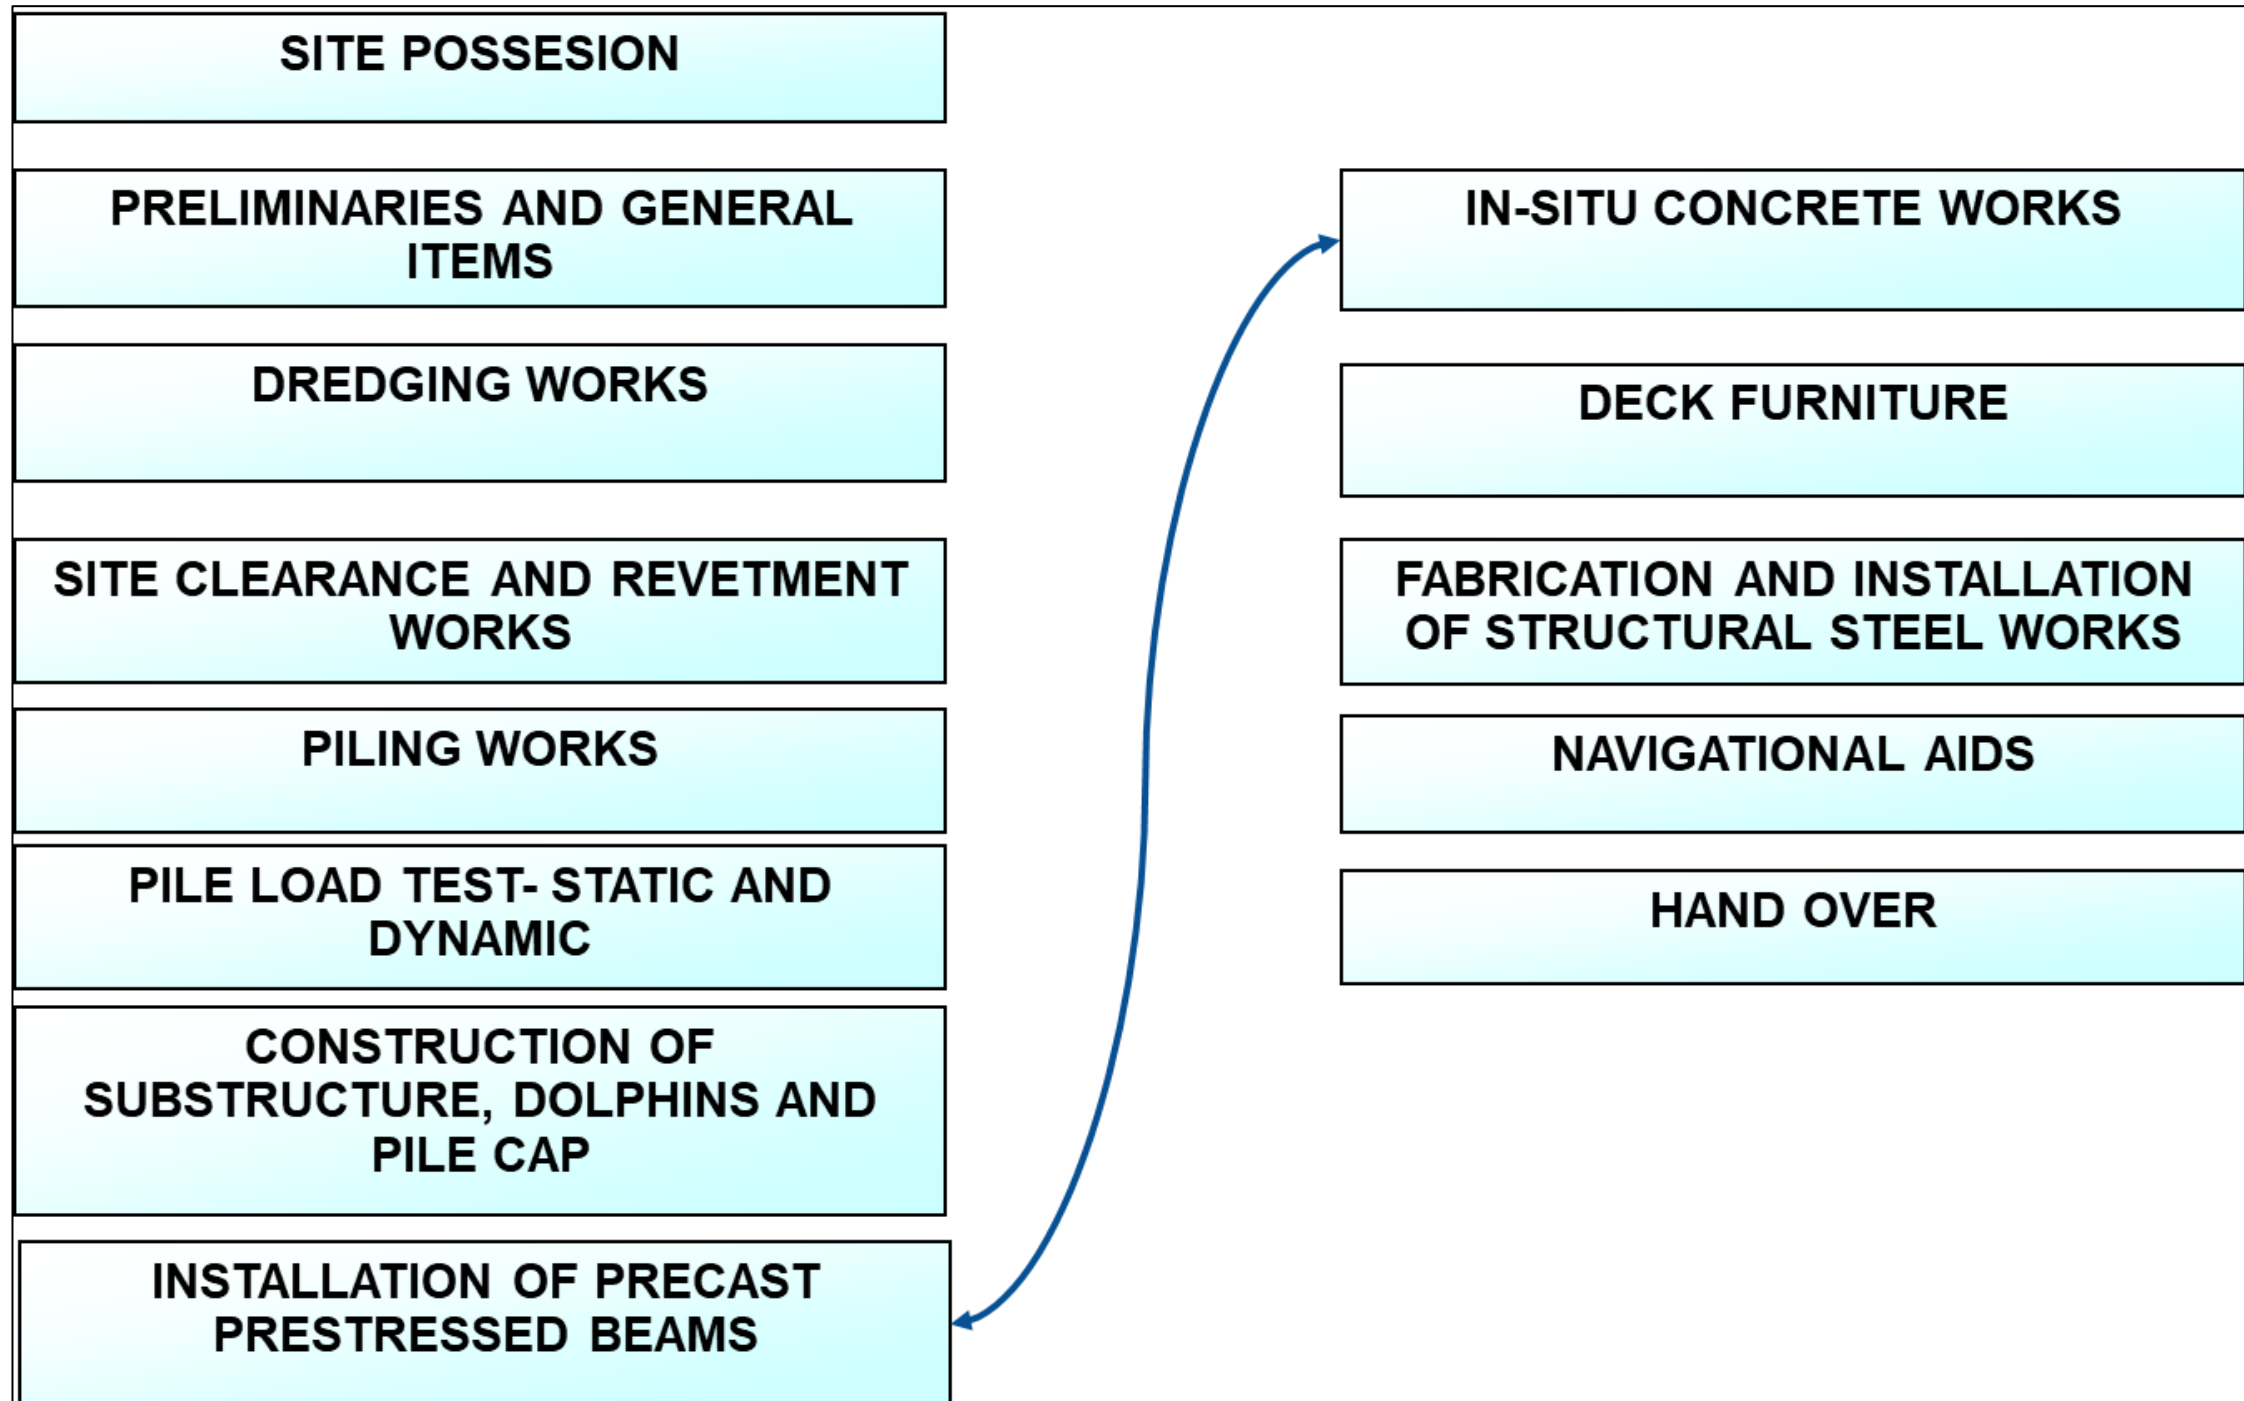 SITE POSSESION
PRELIMINARIES AND GENERAL
ITEMS
DREDGING WORKS
SITE CLEARANCE AND REVETMENT
WORKS
PILING WORKS
PILE LOAD TEST- STATIC AND
DYNAMIC
CONSTRUCTION OF
SUBSTRUCTURE, DOLPHINS AND
PILE CAP
INSTALLATION OF PRECAST
PRESTRESSED BEAMS
IN-SITU CONCRETE WORKS
DECK FURNITURE
FABRICATION AND INSTALLATION
OF STRUCTURAL STEEL WORKS
NAVIGATIONAL AIDS
HAND OVER